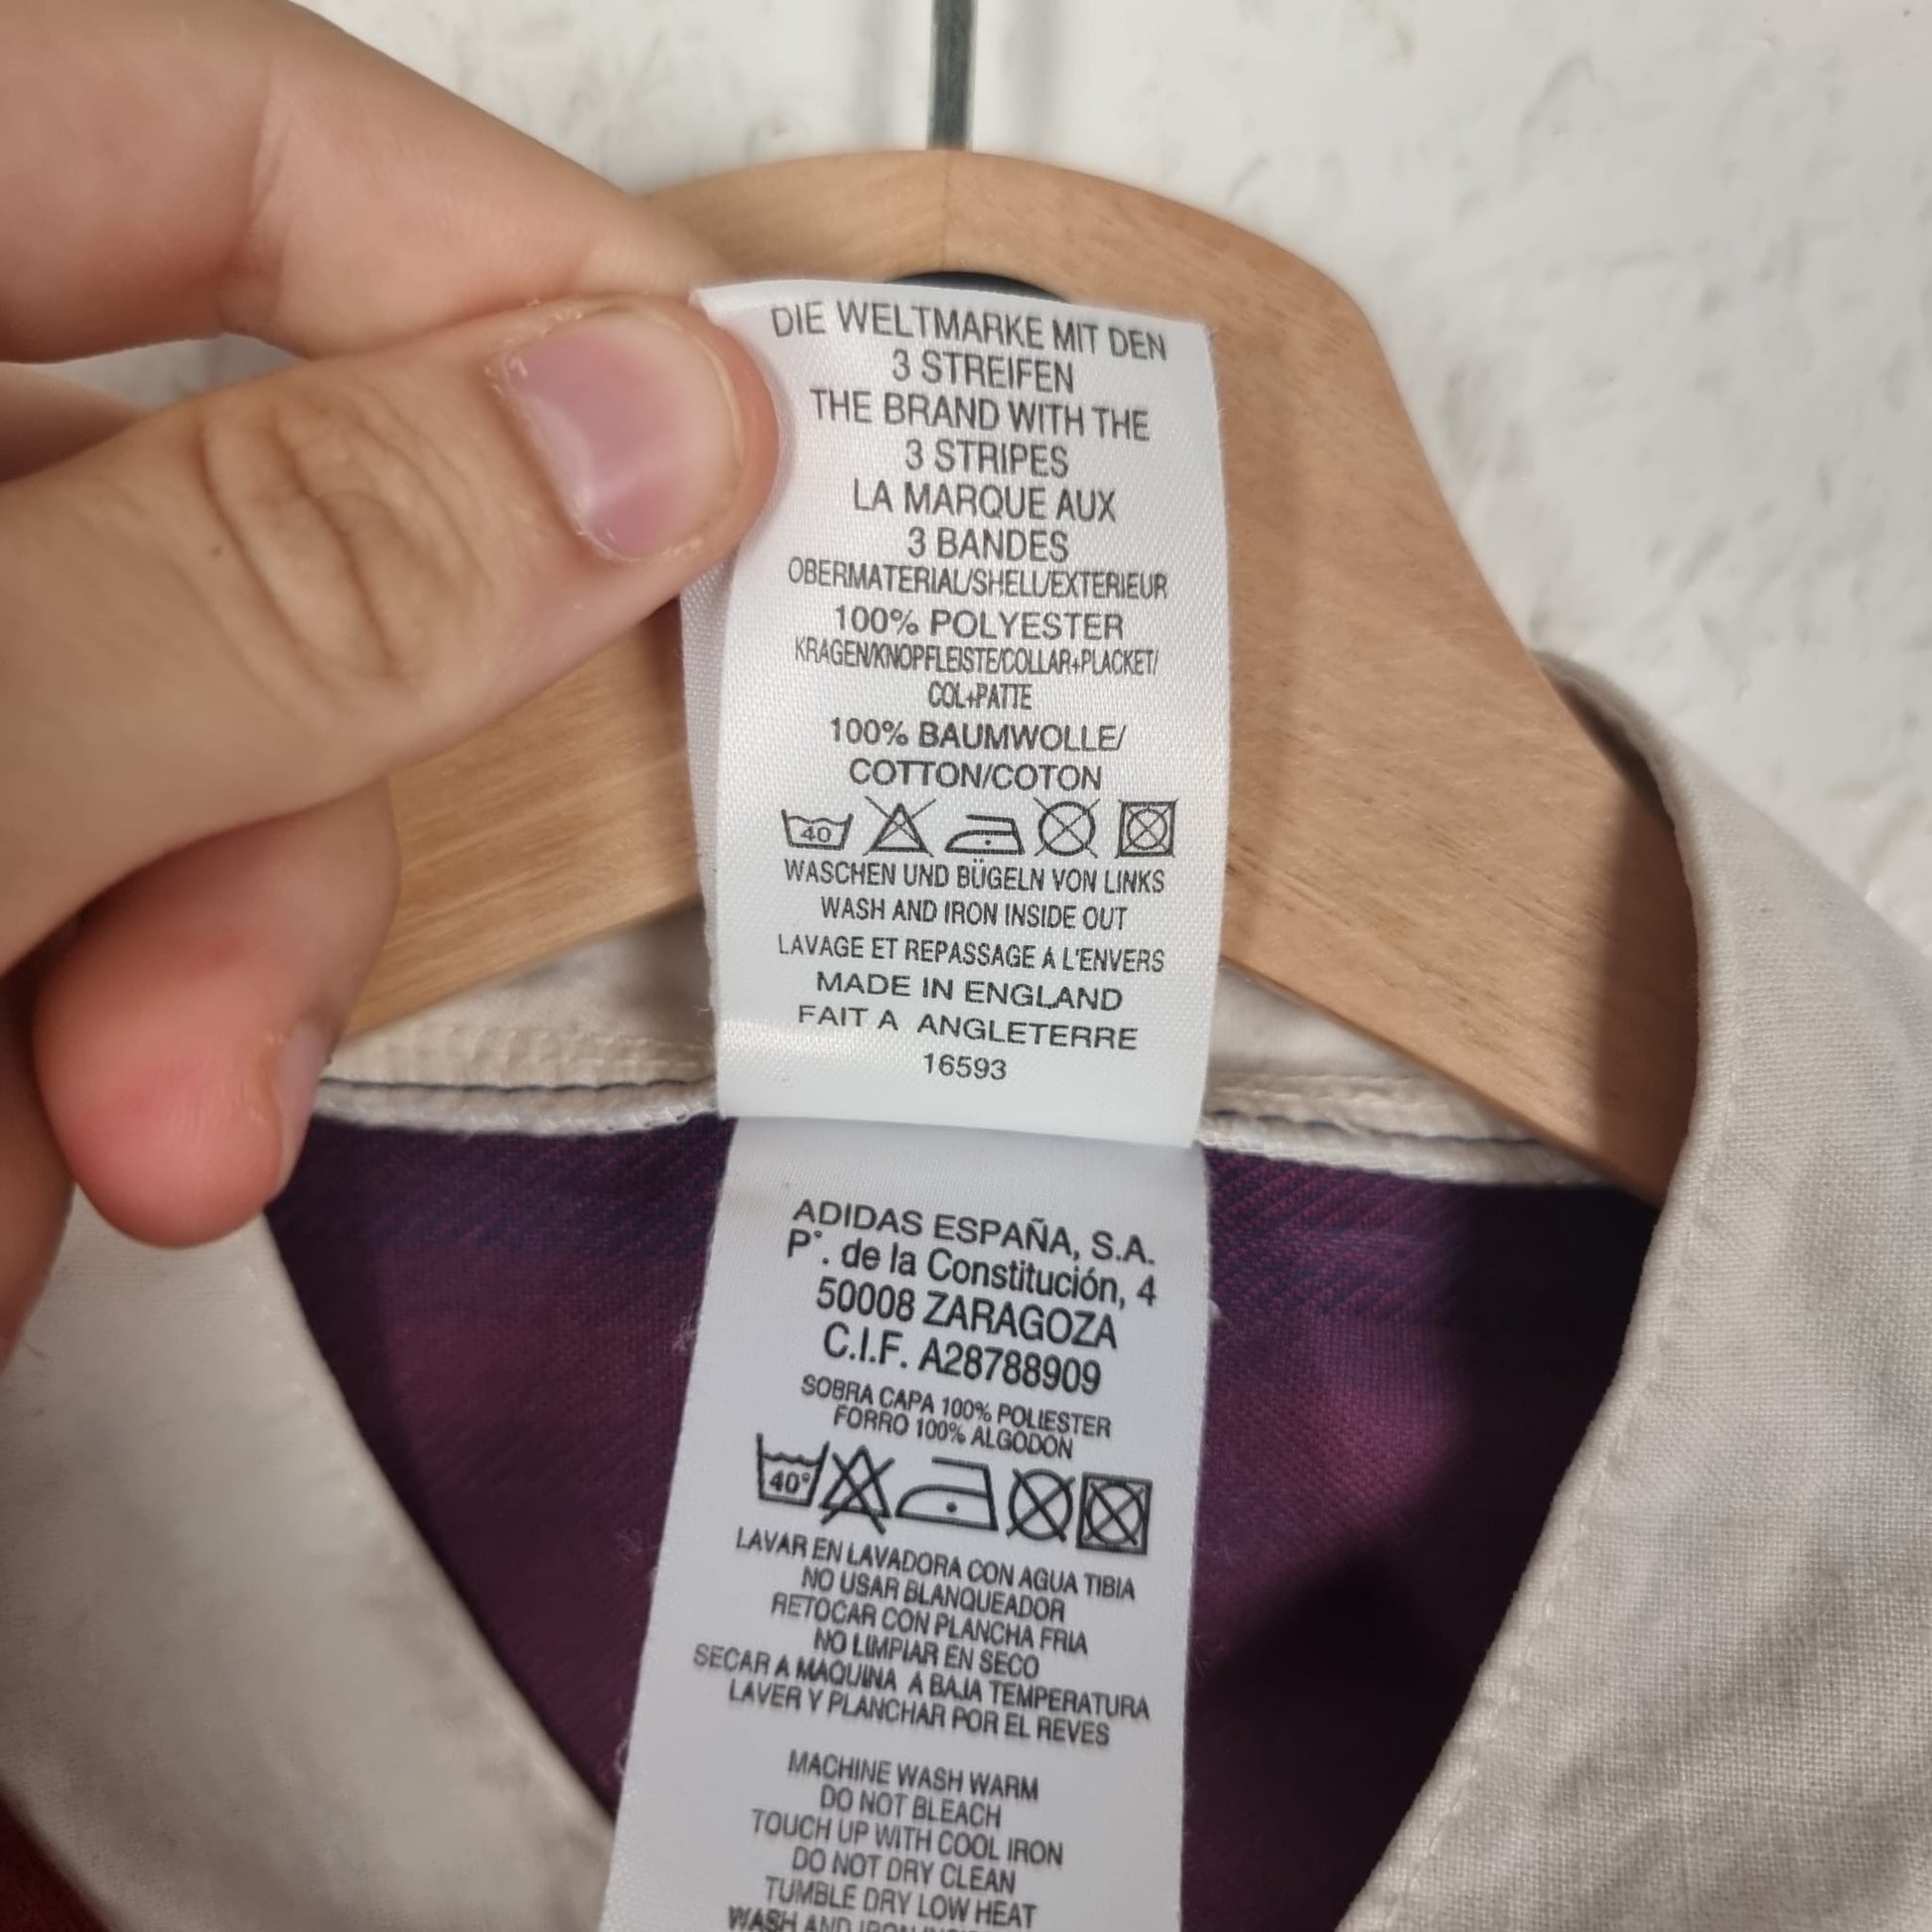 DIE WELTMARKE MIT DEN
3 STREIFEN
THE BRAND WITH THE
3 STRIPES
LA MARQUE AUX
3 BANDES
OBERMATERIAL/SHELL/EXTERIEUR
100% POLYESTER
KRAGEN/KNOPFLEISTE/COLLAR+PLACKET/
COL+PATTE
100% BAUMWOLLE/
COTTON/COTON
40
WASCHEN UND BÜGELN VON LINKS
WASH AND IRON INSIDE OUT
LAVAGE ET REPASSAGE A L'ENVERS
MADE IN ENGLAND
FAIT A ANGLETERRE
16593
ADIDAS ESPAÑA, S.A.
P°. de la Constitución, 4
50008 ZARAGOZA
C.I.F. A28788909
SOBRA CAPA 100% POLIESTER
FORRO 100% ALGODON
40°
LAVAR EN LAVADORA CON AGUA TIBIA
NO USAR BLANQUEADOR
RETOCAR CON PLANCHA FRIA
NO LIMPIAR EN SECO
SECAR A MAQUINA A BAJA TEMPERATURA
LAVER Y PLANCHAR POR EL REVES
MACHINE WASH WARM
DO NOT BLEACH
TOUCH UP WITH COOL IRON
DO NOT DRY CLEAN
TUMBLE DRY LOW HEAT
WASH AND IRON